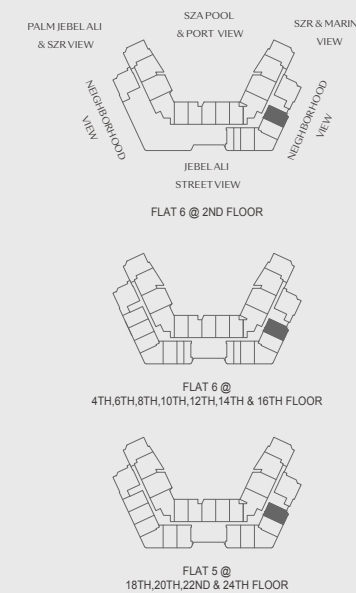 PALM JEBEL ALI
& SZR VIEW
SZA POOL
& PORT VIEW
SZR & MARIN
VIEW
NEIGHBORHOOD
VIEW
NEIGHBORHOOD
VIEW
JEBEL ALI
STREET VIEW
FLAT 6 @ 2ND FLOOR
FLAT 6 @
4TH,6TH,8TH,10TH,12TH,14TH & 16TH FLOOR
FLAT 5 @
18TH,20TH,22ND & 24TH FLOOR